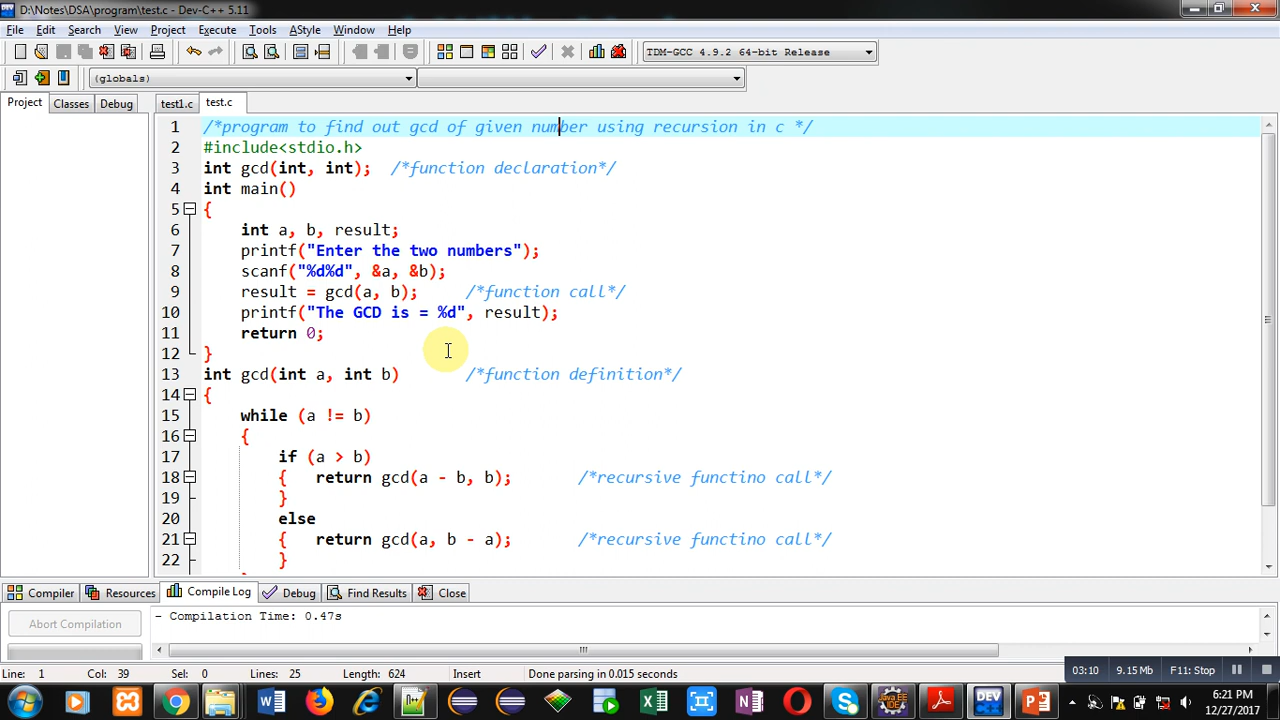 D:\Notes\DSA\program\test.c - Dev-C++ 5.11
File Edit Search View Project Execute Tools AStyle Window Help
TDM-GCC 4.9.2 64-bit Release
(globals)
Project Classes Debug test1.c test.c
1 /*program to find out gcd of given number using recursion in c */
2 #include<stdio.h>
3 int gcd(int, int); /*function declaration*/
4 int main()
5 {
6 int a, b, result;
7 printf("Enter the two numbers");
8 scanf("%d%d", &a, &b);
9 result = gcd(a, b); /*function call*/
10 printf("The GCD is = %d", result);
11 return 0;
12 }
13 int gcd(int a, int b) /*function definition*/
14 {
15 while (a != b)
16 {
17 if (a > b)
18 { return gcd(a - b, b); /*recursive functino call*/
19 }
20 else
21 { return gcd(a, b - a); /*recursive functino call*/
22 }
Compiler Resources Compile Log Debug Find Results Close
Abort Compilation
- Compilation Time: 0.47s
Line: 1 Col: 39 Sel: 0 Lines: 25 Length: 624 Insert Done parsing in 0.015 seconds
03:10 9.15 Mb F11: Stop
6:21 PM
12/27/2017